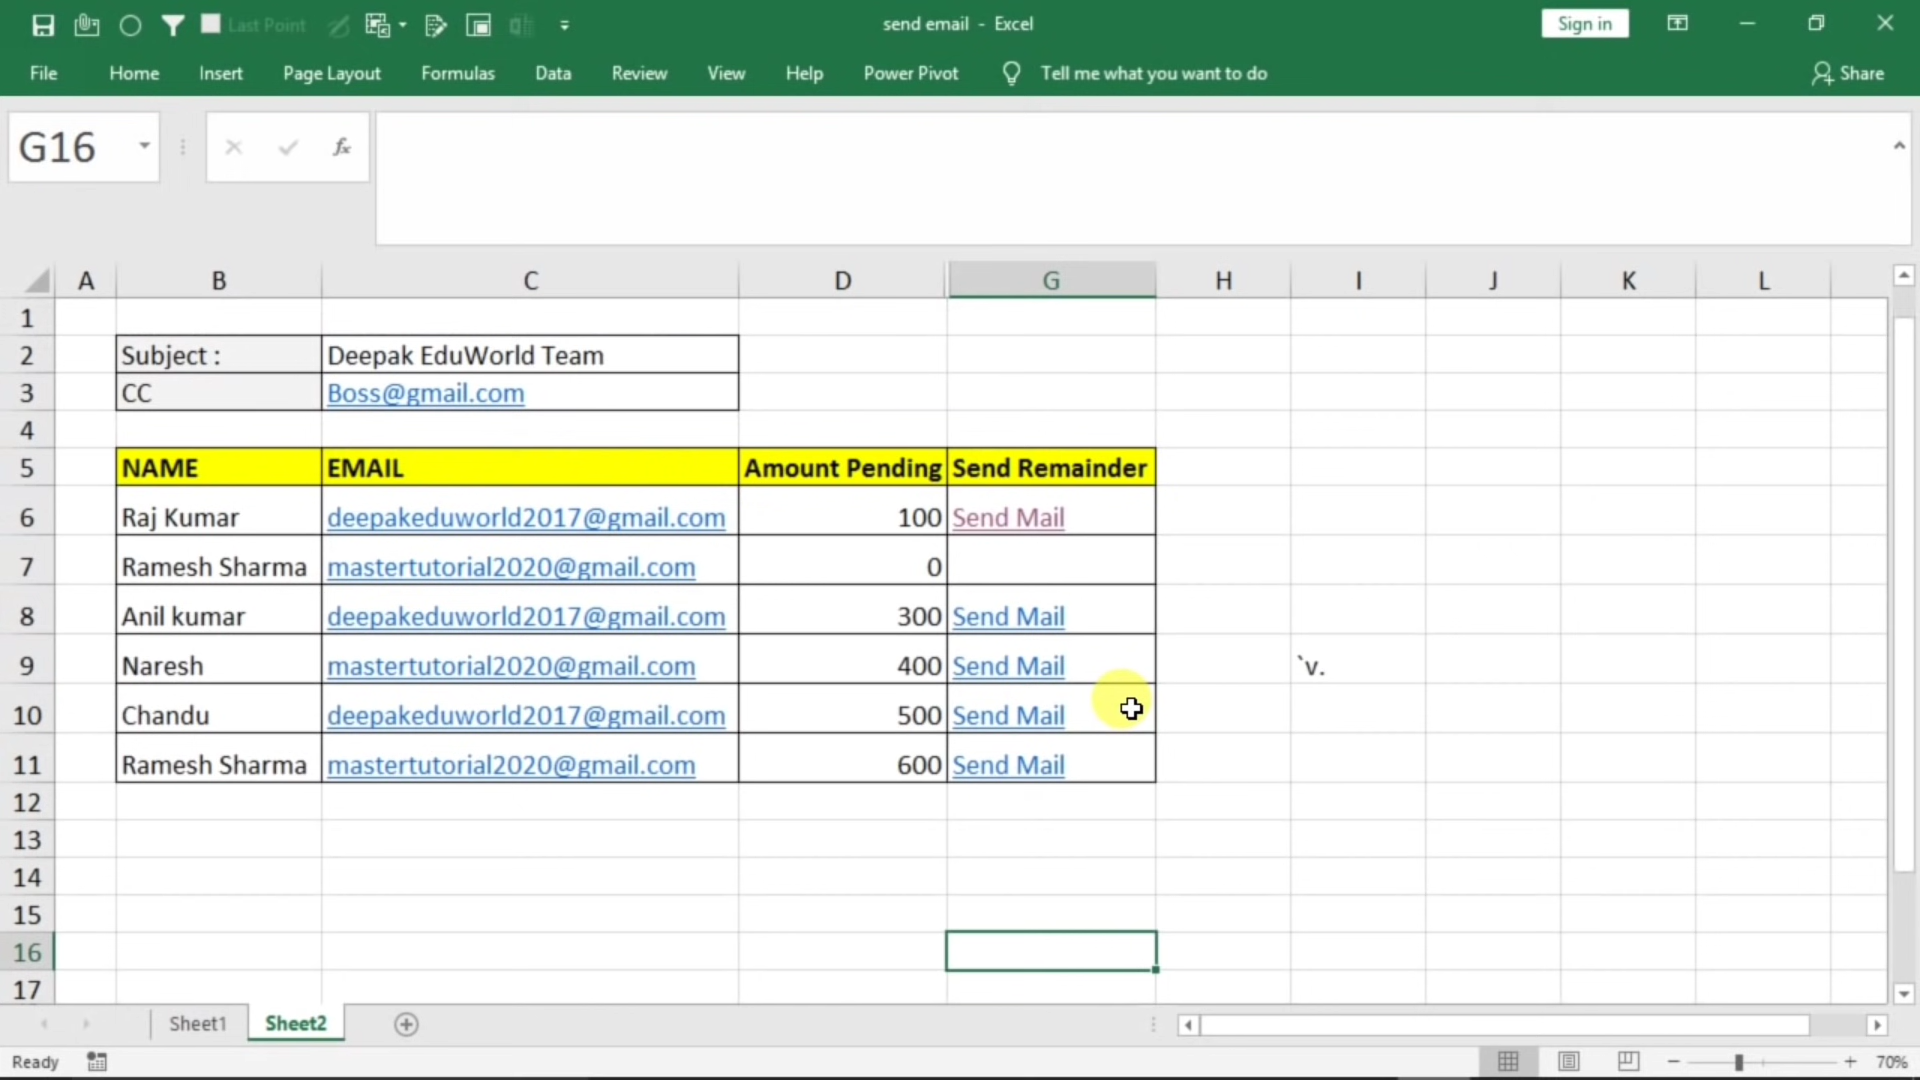 Last Point
send email - Excel
Sign in
File Home Insert Page Layout Formulas Data Review View Help Power Pivot Tell me what you want to do Share
G16
fx
A B C D G H I J K L
1
2 Subject : Deepak EduWorld Team
3 CC Boss@gmail.com
4
5 NAME EMAIL Amount Pending Send Remainder
6 Raj Kumar deepakeduworld2017@gmail.com 100 Send Mail
7 Ramesh Sharma mastertutorial2020@gmail.com 0
8 Anil kumar deepakeduworld2017@gmail.com 300 Send Mail
9 Naresh mastertutorial2020@gmail.com 400 Send Mail `v.
10 Chandu deepakeduworld2017@gmail.com 500 Send Mail
11 Ramesh Sharma mastertutorial2020@gmail.com 600 Send Mail
12
13
14
15
16
17
Sheet1 Sheet2
Ready 70%